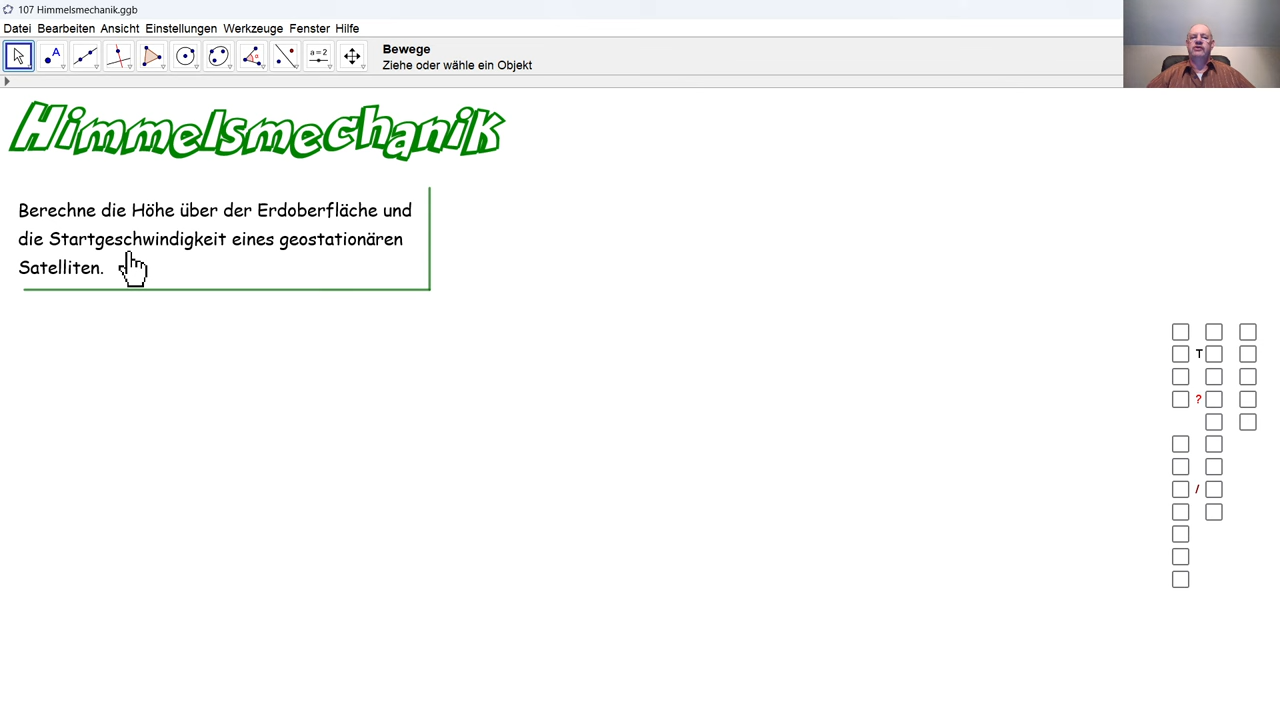 107 Himmelsmechanik.ggb
Datei Bearbeiten Ansicht Einstellungen Werkzeuge Fenster Hilfe
A
a=2
Bewege
Ziehe oder wähle ein Objekt
Himmelsmechanik
Berechne die Höhe über der Erdoberfläche und
die Startgeschwindigkeit eines geostationären
Satelliten.
T
?
/